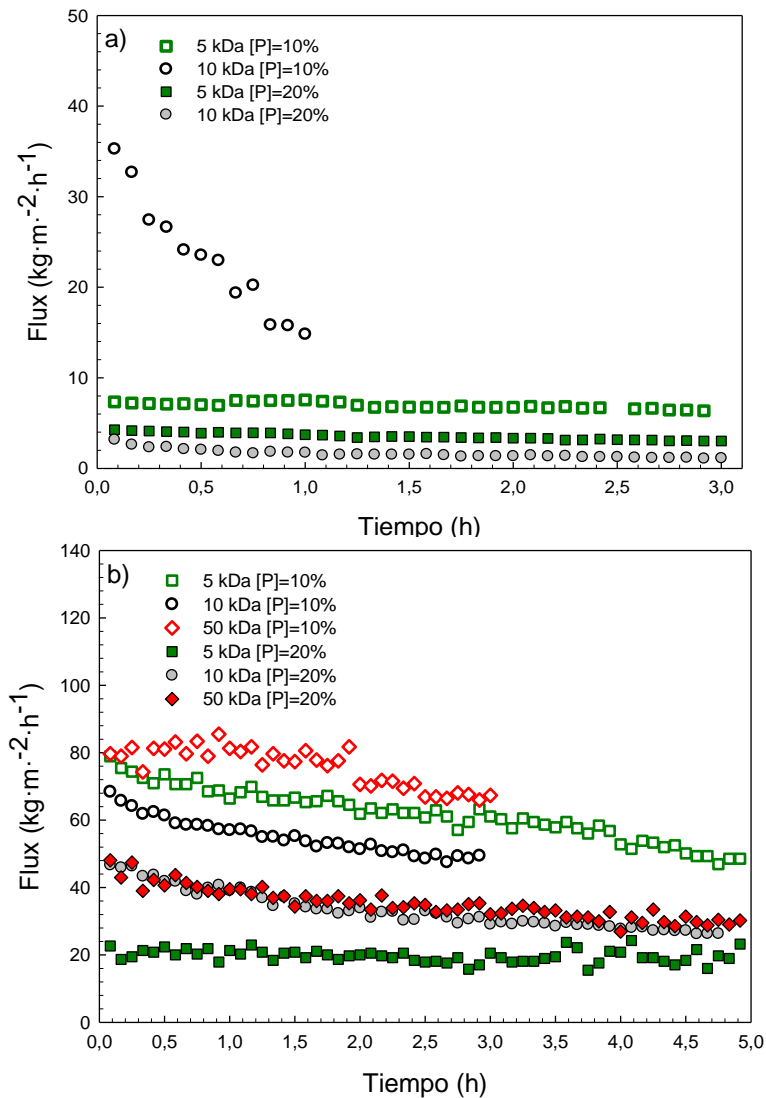 a)
5 kDa [P]=10%
10 kDa [P]=10%
5 kDa [P]=20%
10 kDa [P]=20%
Flux (kg·m·⁻²·h⁻¹)
50
40
30
20
10
0
0,0 0,5 1,0 1,5 2,0 2,5 3,0
Tiempo (h)
b)
5 kDa [P]=10%
10 kDa [P]=10%
50 kDa [P]=10%
5 kDa [P]=20%
10 kDa [P]=20%
50 kDa [P]=20%
Flux (kg·m·⁻²·h⁻¹)
140
120
100
80
60
40
20
0
0,0 0,5 1,0 1,5 2,0 2,5 3,0 3,5 4,0 4,5 5,0
Tiempo (h)